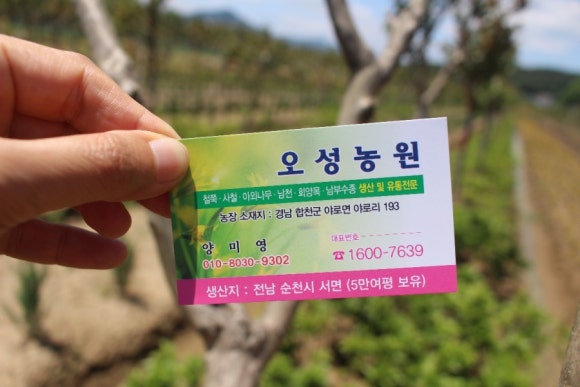 오성농원
철쭉·사철·아왜나무·남천·회양목·남부수종 생산 및 유통전문
농장 소재지 : 경남 합천군 야로면 야로리 193
양 미 영
010-8030-9302
대표번호
☎1600-7639
생산지 : 전남 순천시 서면 (5만여평 보유)